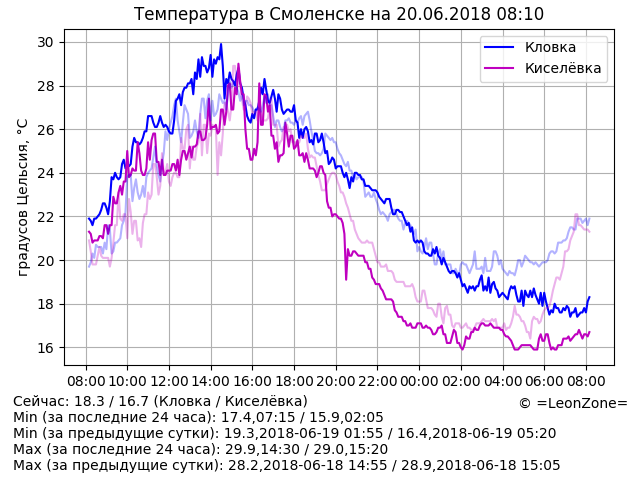 Температура в Смоленске на 20.06.2018 08:10
градусов Цельсия, °C
30
28
26
24
22
20
18
16
Кловка
Киселёвка
08:00 10:00 12:00 14:00 16:00 18:00 20:00 22:00 00:00 02:00 04:00 06:00 08:00
Сейчас: 18.3 / 16.7 (Кловка / Киселёвка)
© =LeonZone=
Min (за последние 24 часа): 17.4,07:15 / 15.9,02:05
Min (за предыдущие сутки): 19.3,2018-06-19 01:55 / 16.4,2018-06-19 05:20
Max (за последние 24 часа): 29.9,14:30 / 29.0,15:20
Max (за предыдущие сутки): 28.2,2018-06-18 14:55 / 28.9,2018-06-18 15:05